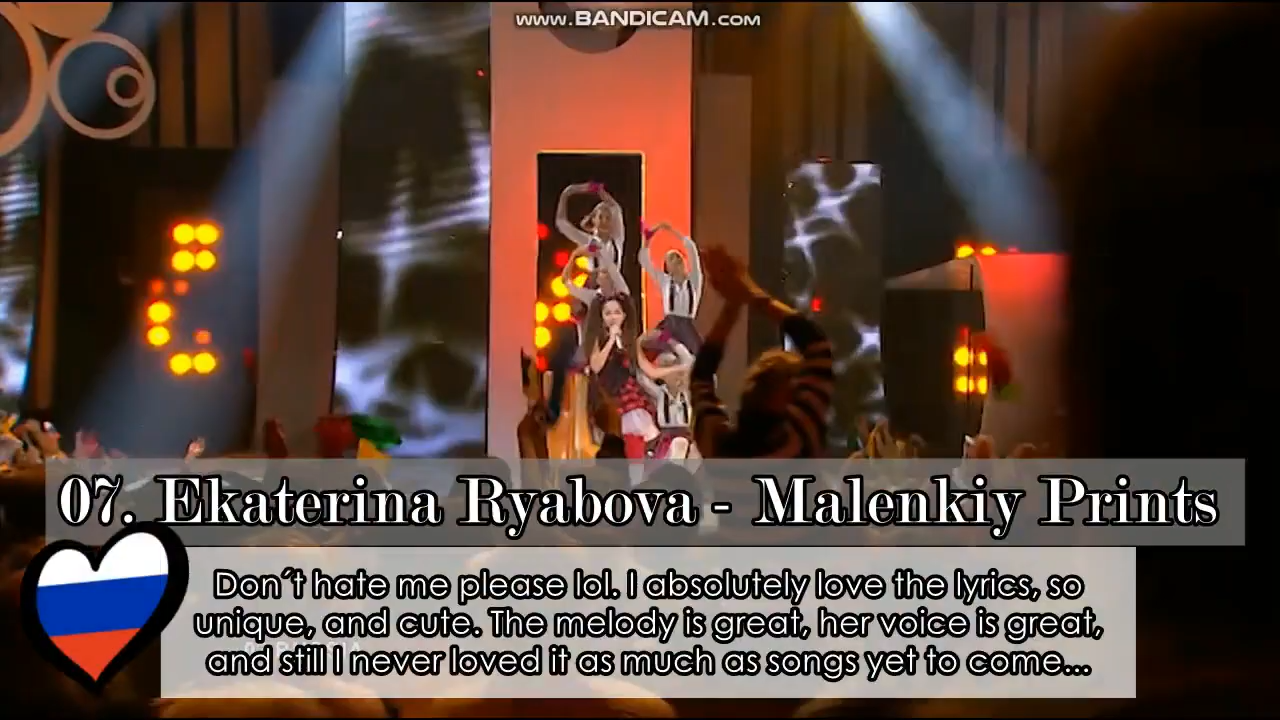 www.BANDICAM.com
07. Ekaterina Ryabova - Malenkiy Prints
Don´t hate me please lol. I absolutely love the lyrics, so
unique, and cute. The melody is great, her voice is great,
and still I never loved it as much as songs yet to come...